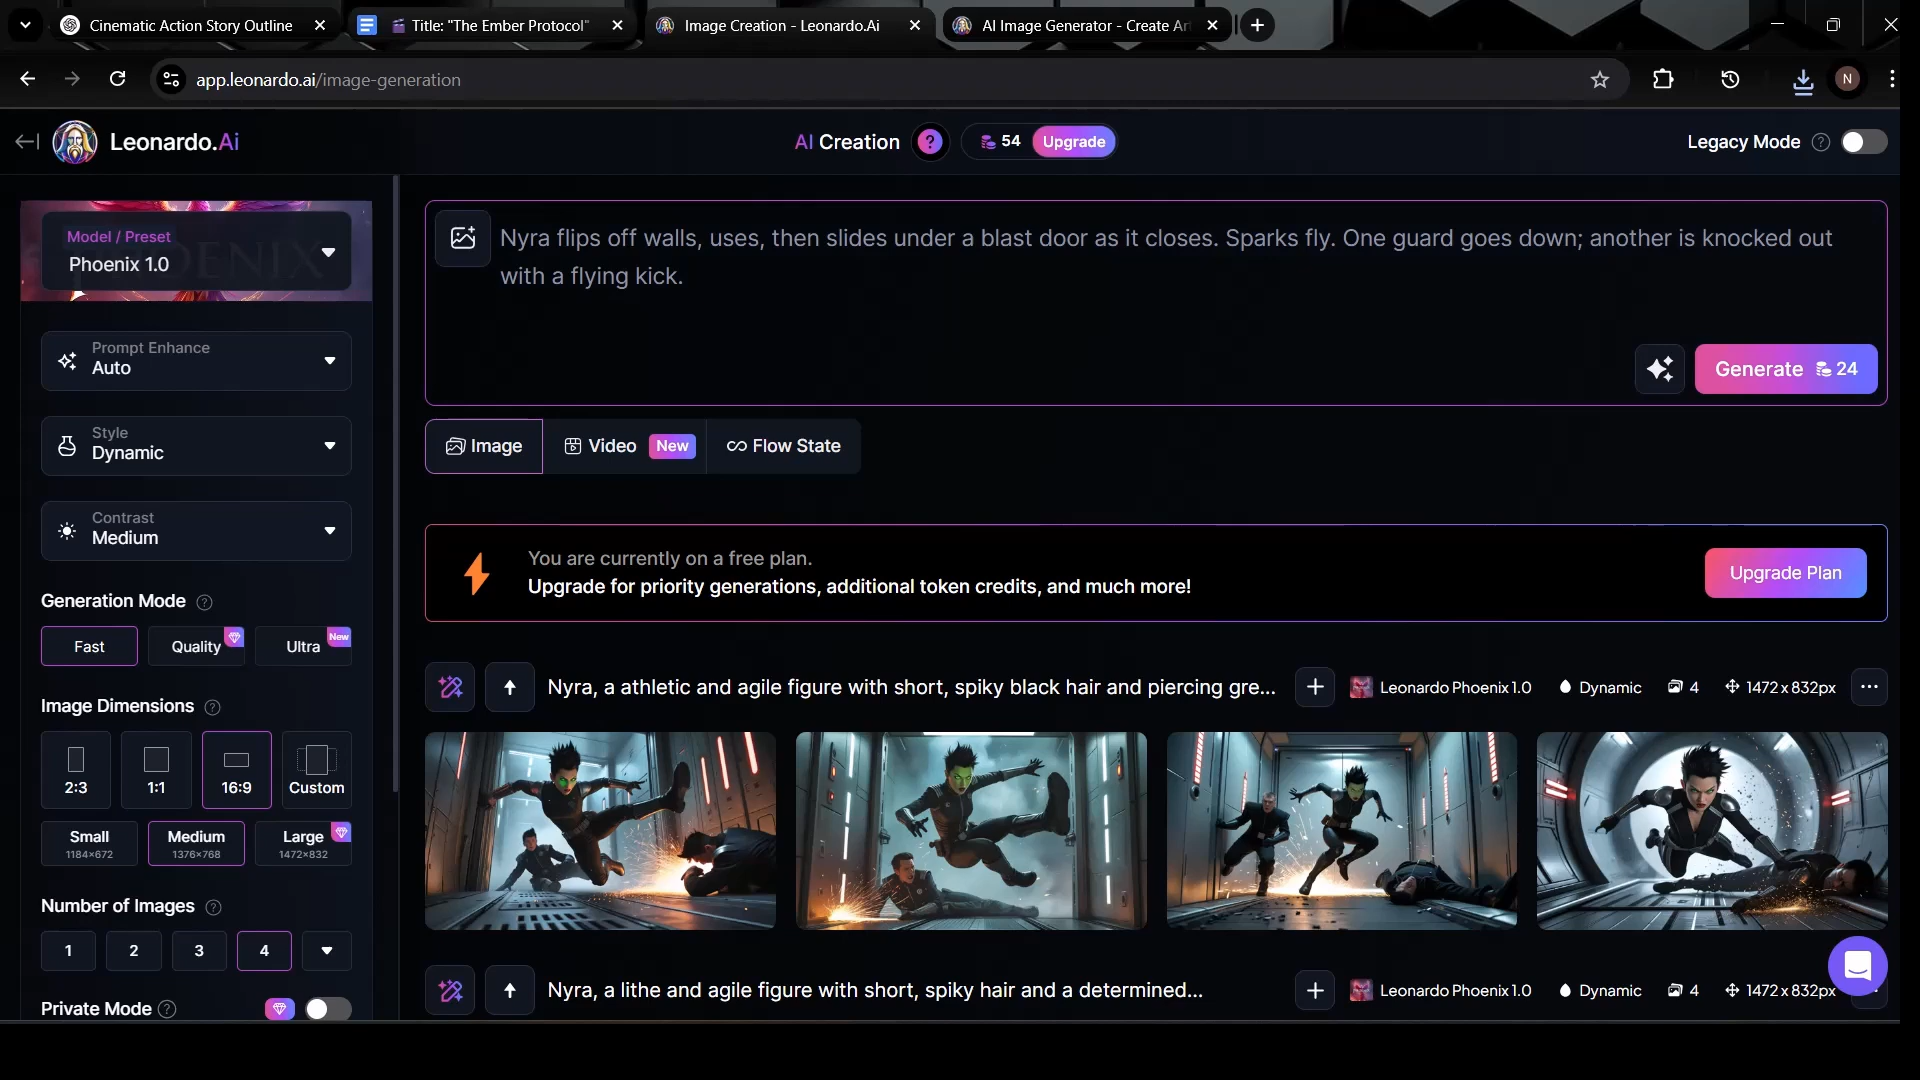 Cinematic Action Story Outline
Title: "The Ember Protocol"
Image Creation - Leonardo.Ai
AI Image Generator - Create Ar
app.leonardo.ai/image-generation
N
Leonardo.Ai
AI Creation
?
54
Upgrade
Legacy Mode
?
Model / Preset
Phoenix 1.0
Prompt Enhance
Auto
Style
Dynamic
Contrast
Medium
Generation Mode ?
Fast
Quality
Ultra
New
Image Dimensions ?
2:3
1:1
16:9
Custom
Small
1184×672
Medium
1376×768
Large
1472×832
Number of Images ?
1
2
3
4
Private Mode ?
Nyra flips off walls, uses, then slides under a blast door as it closes. Sparks fly. One guard goes down; another is knocked out
with a flying kick.
Generate 24
Image
Video New
Flow State
You are currently on a free plan.
Upgrade for priority generations, additional token credits, and much more!
Upgrade Plan
Nyra, a athletic and agile figure with short, spiky black hair and piercing gre...
Leonardo Phoenix 1.0
Dynamic
4
1472 x 832px
Nyra, a lithe and agile figure with short, spiky hair and a determined...
Leonardo Phoenix 1.0
Dynamic
4
1472 x 832px